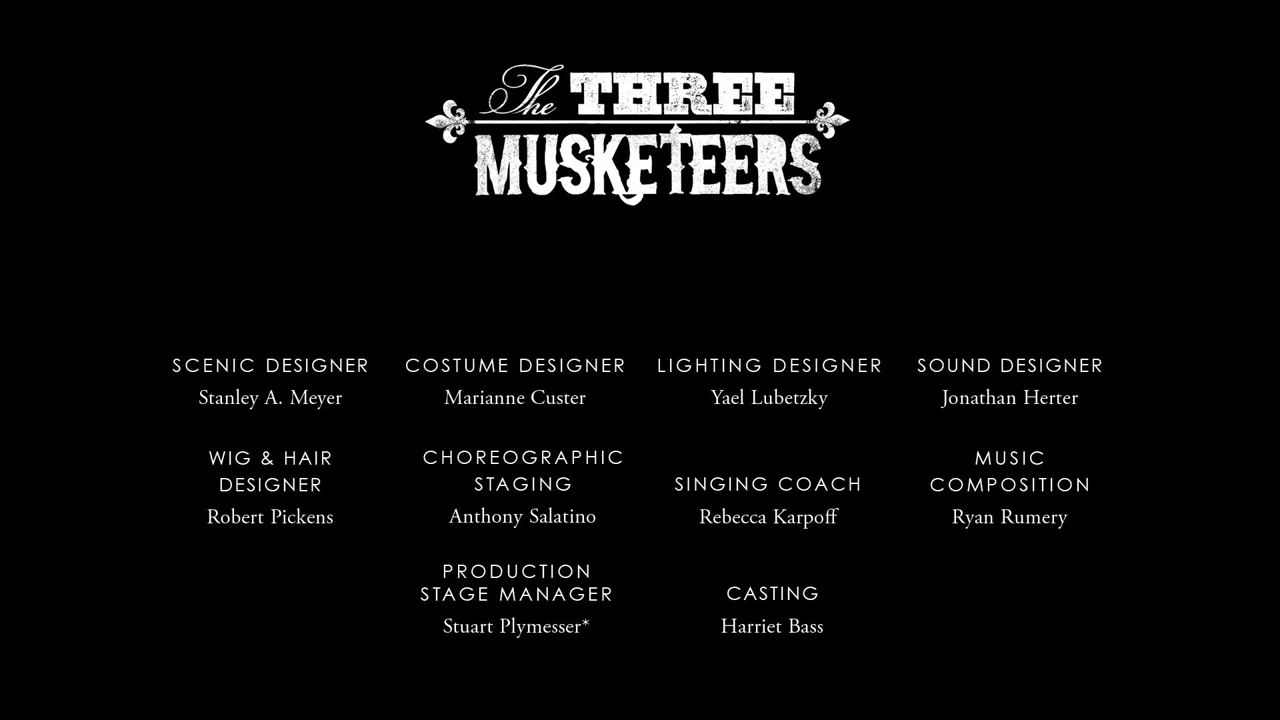 The THREE
MUSKETEERS
SCENIC DESIGNER
Stanley A. Meyer
COSTUME DESIGNER
Marianne Custer
LIGHTING DESIGNER
Yael Lubetzky
SOUND DESIGNER
Jonathan Herter
WIG & HAIR
DESIGNER
Robert Pickens
CHOREOGRAPHIC
STAGING
Anthony Salatino
SINGING COACH
Rebecca Karpoff
MUSIC
COMPOSITION
Ryan Rumery
PRODUCTION
STAGE MANAGER
Stuart Plymesser*
CASTING
Harriet Bass